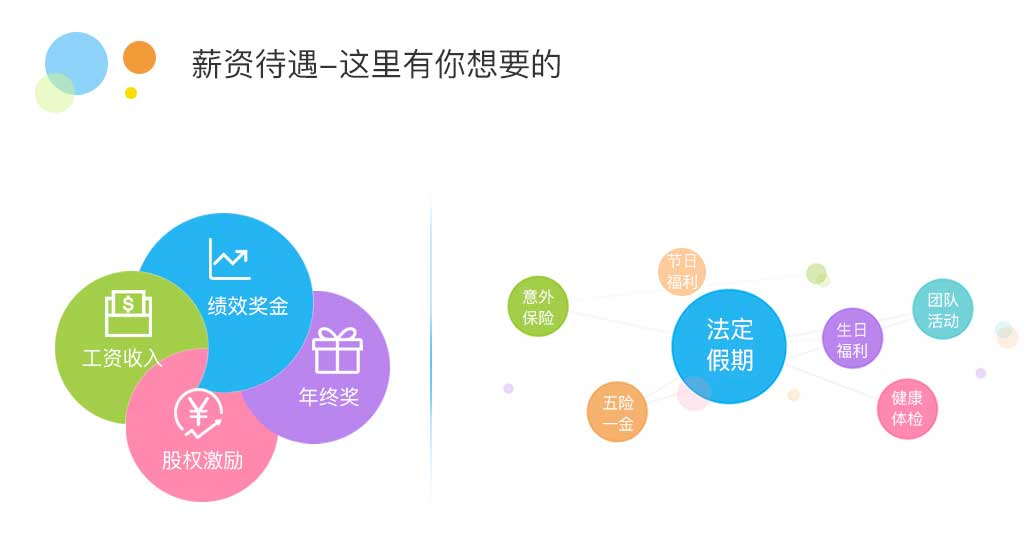 薪资待遇–这里有你想要的
绩效奖金
工资收入
年终奖
股权激励
节日
福利
意外
保险
法定
假期
团队
活动
生日
福利
五险
一金
健康
体检